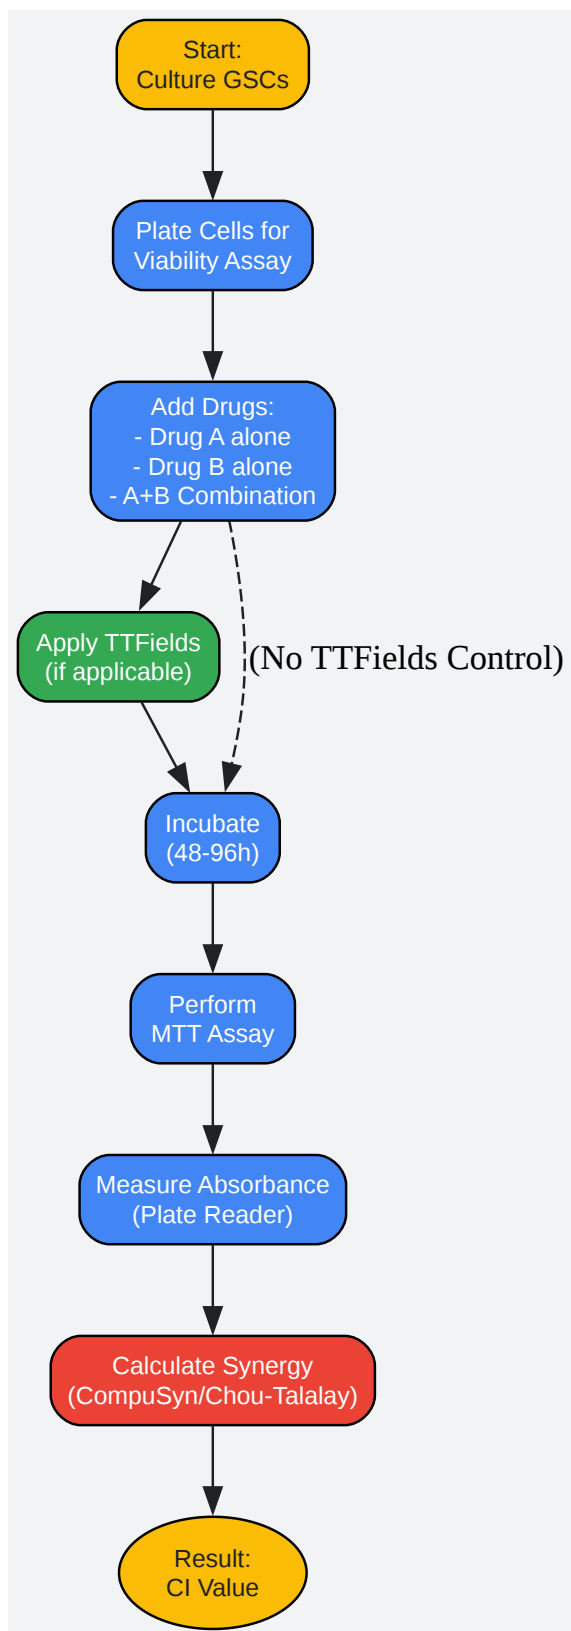 Start:
Culture GSCs
Plate Cells for
Viability Assay
Add Drugs:
- Drug A alone
- Drug B alone
- A+B Combination
Apply TTFields
(if applicable)
(No TTFields Control)
Incubate
(48-96h)
Perform
MTT Assay
Measure Absorbance
(Plate Reader)
Calculate Synergy
(CompuSyn/Chou-Talalay)
Result:
CI Value